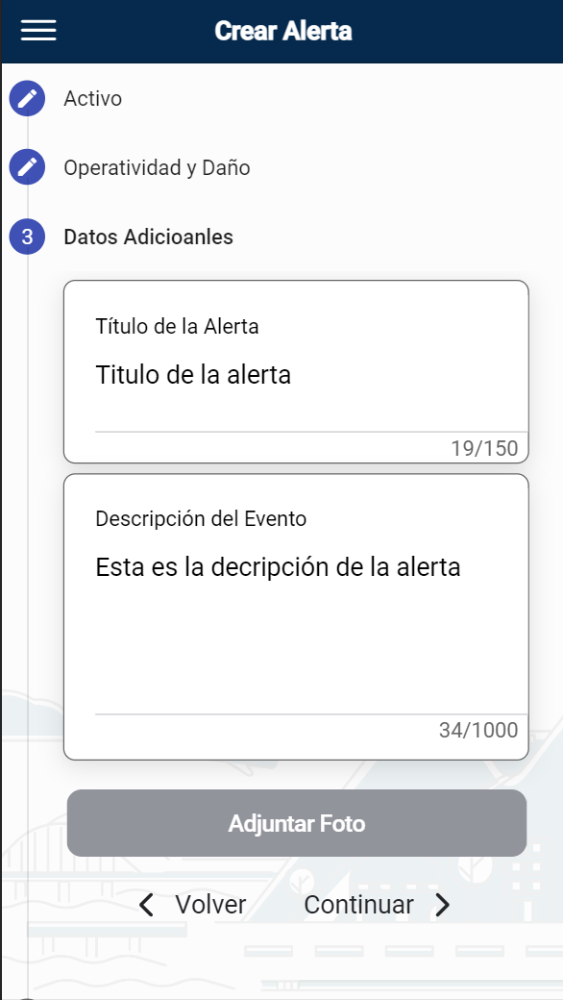 Crear Alerta
Activo
Operatividad y Daño
3 Datos Adicioanles
Título de la Alerta
Titulo de la alerta
19/150
Descripción del Evento
Esta es la decripción de la alerta
34/1000
Adjuntar Foto
Volver Continuar